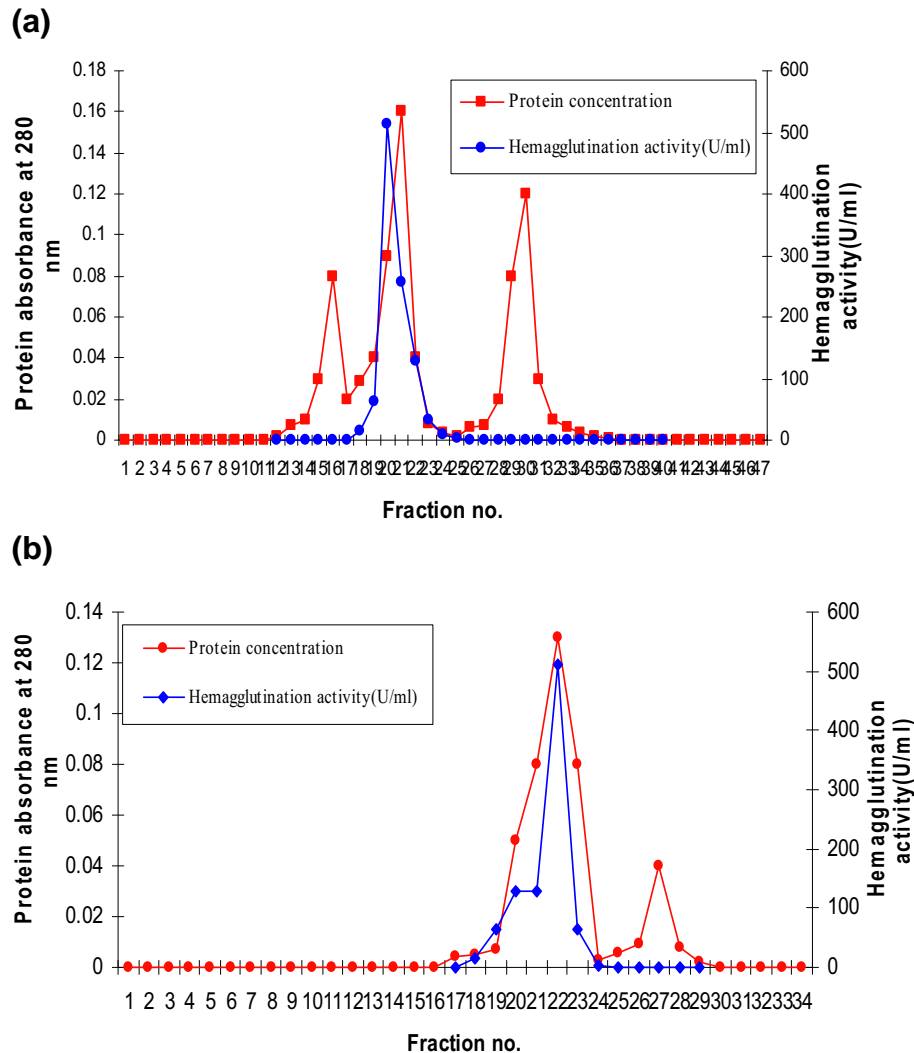 (a)
0.18
0.16
0.14
0.12
0.1
0.08
0.06
0.04
0.02
0
Protein absorbance at 280
nm
Protein concentration
Hemagglutination activity(U/ml)
600
500
400
300
200
100
0
Hemagglutination
activity(U/ml)
1 2 3 4 5 6 7 8 9 10 11 12 13 14 15 16 17 18 19 20 21 22 23 24 25 26 27 28 29 30 31 32 33 34 35 36 37 38 39 40 41 42 43 44 45 46 47
Fraction no.
(b)
0.14
0.12
0.1
0.08
0.06
0.04
0.02
0
Protein absorbance at 280
nm
Protein concentration
Hemagglutination activity(U/ml)
600
500
400
300
200
100
0
Hemagglutination
activity(U/ml)
1 2 3 4 5 6 7 8 9 10 11 12 13 14 15 16 17 18 19 20 21 22 23 24 25 26 27 28 29 30 31 32 33 34
Fraction no.